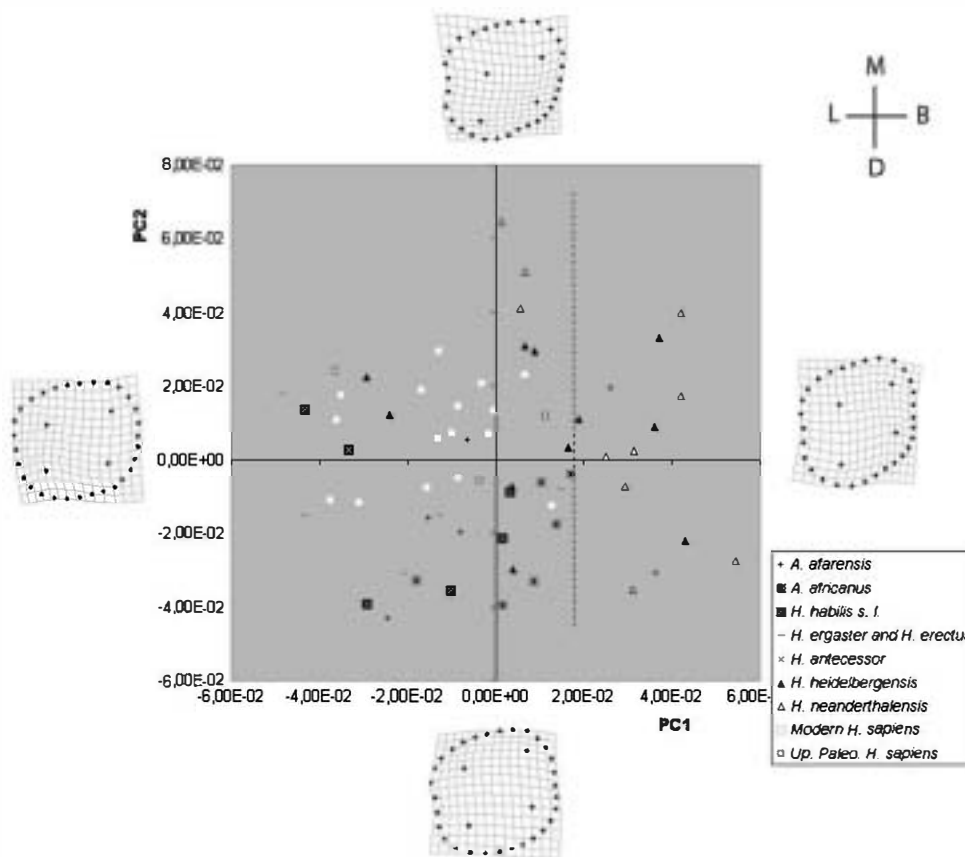 M
L B
D
8,00E-02
PC2
6,00E-02
4,00E-02
2,00E-02
0,00E+00
-2,00E-02
-4,00E-02
-6,00E-02
-6,00E-02 -4,00E-02 -2,00E-02 0,00E+00 2,00E-02 4,00E-02 6,00E-
PC1
A. afarensis
A. africanus
H. habilis s. l.
H. ergaster and H. erectus
H. antecessor
H. heidelbergensis
H. neanderthalensis
Modern H. sapiens
Up. Paleo. H. sapiens